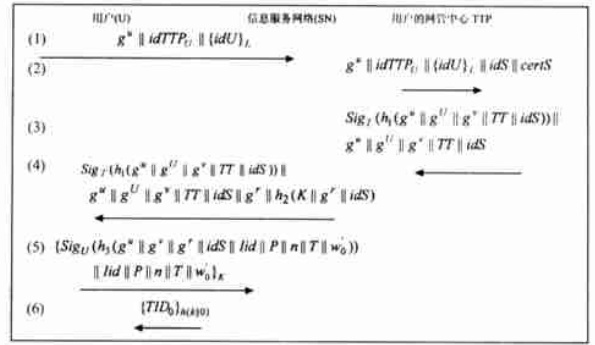 用户(U) 信息服务网络(SN) 用户的网管中心 TTP
(1) g^u || idTTP_U || {idU}_L
(2) g^u || idTTP_U || {idU}_L || idS || certS
(3) Sig_T (h_1(g^u || g^U || g^v || TT || idS)) ||
g^u || g^U || g^v || TT || idS
(4) Sig_T (h_1(g^u || g^U || g^v || TT || idS)) ||
g^u || g^U || g^v || TT || idS || g^r || h_2(K || g^r || idS)
(5) {Sig_U (h_3(g^u || g^v || g^r || idS || lid || P || n || T || w_0'))
|| lid || P || n || T || w_0'}_K
(6) {TID_0}_{h(k||0)}